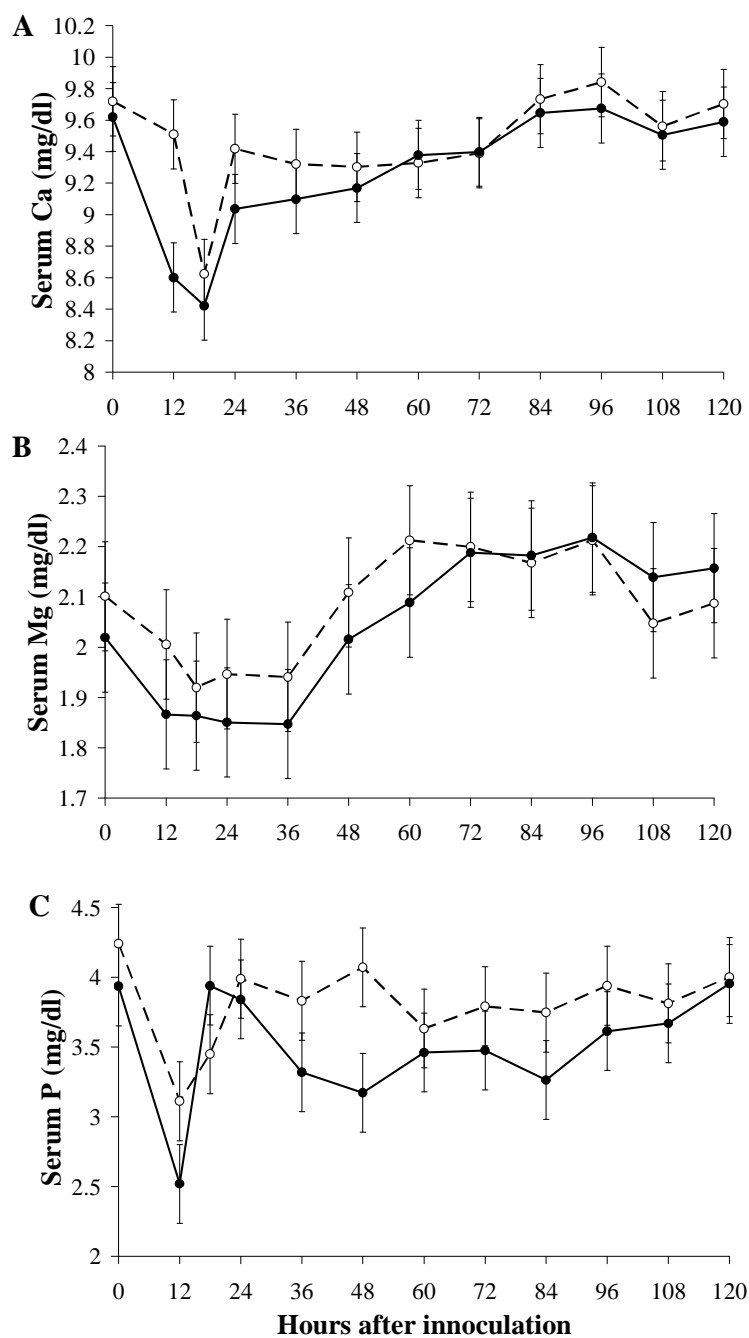 A
Serum Ca (mg/dl)
10.2
10
9.8
9.6
9.4
9.2
9
8.8
8.6
8.4
8.2
8
0 12 24 36 48 60 72 84 96 108 120
B
Serum Mg (mg/dl)
2.4
2.3
2.2
2.1
2
1.9
1.8
1.7
0 12 24 36 48 60 72 84 96 108 120
C
Serum P (mg/dl)
4.5
4
3.5
3
2.5
2
0 12 24 36 48 60 72 84 96 108 120
Hours after innoculation